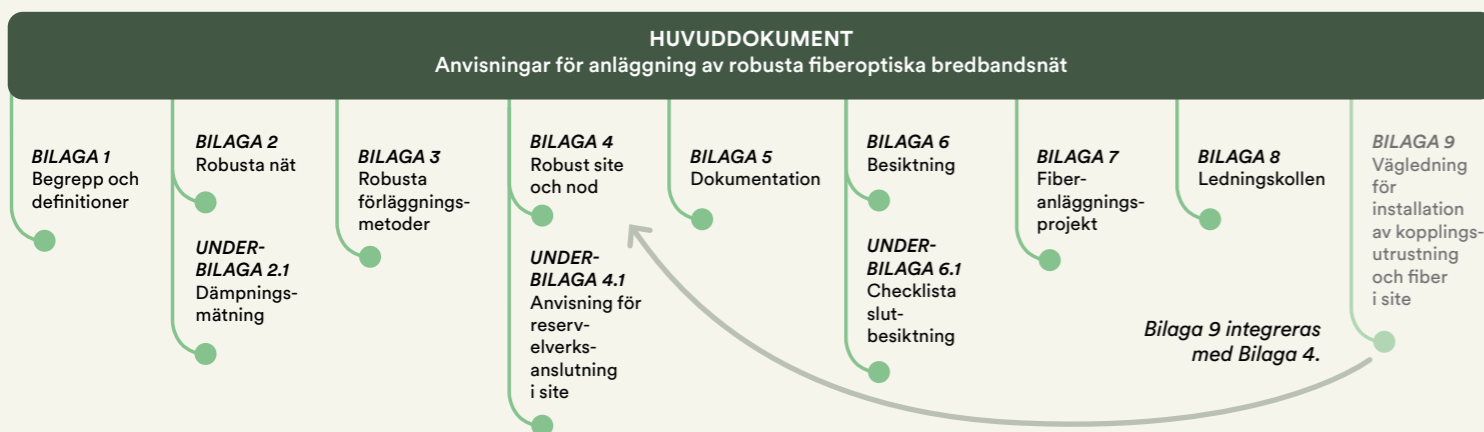 HUVUDDOKUMENT
Anvisningar för anläggning av robusta fiberoptiska bredbandsnät
BILAGA 1
Begrepp och
definitioner
BILAGA 2
Robusta nät
UNDER-
BILAGA 2.1
Dämpnings-
mätning
BILAGA 3
Robusta
förläggnings-
metoder
BILAGA 4
Robust site
och nod
UNDER-
BILAGA 4.1
Anvisning för
reserv-
elverks-
anslutning
i site
BILAGA 5
Dokumentation
BILAGA 6
Besiktning
UNDER-
BILAGA 6.1
Checklista
slut-
besiktning
BILAGA 7
Fiber-
anläggnings-
projekt
BILAGA 8
Ledningskollen
BILAGA 9
Vägledning
för
installation
av kopplings-
utrustning
och fiber
i site
Bilaga 9 integreras
med Bilaga 4.